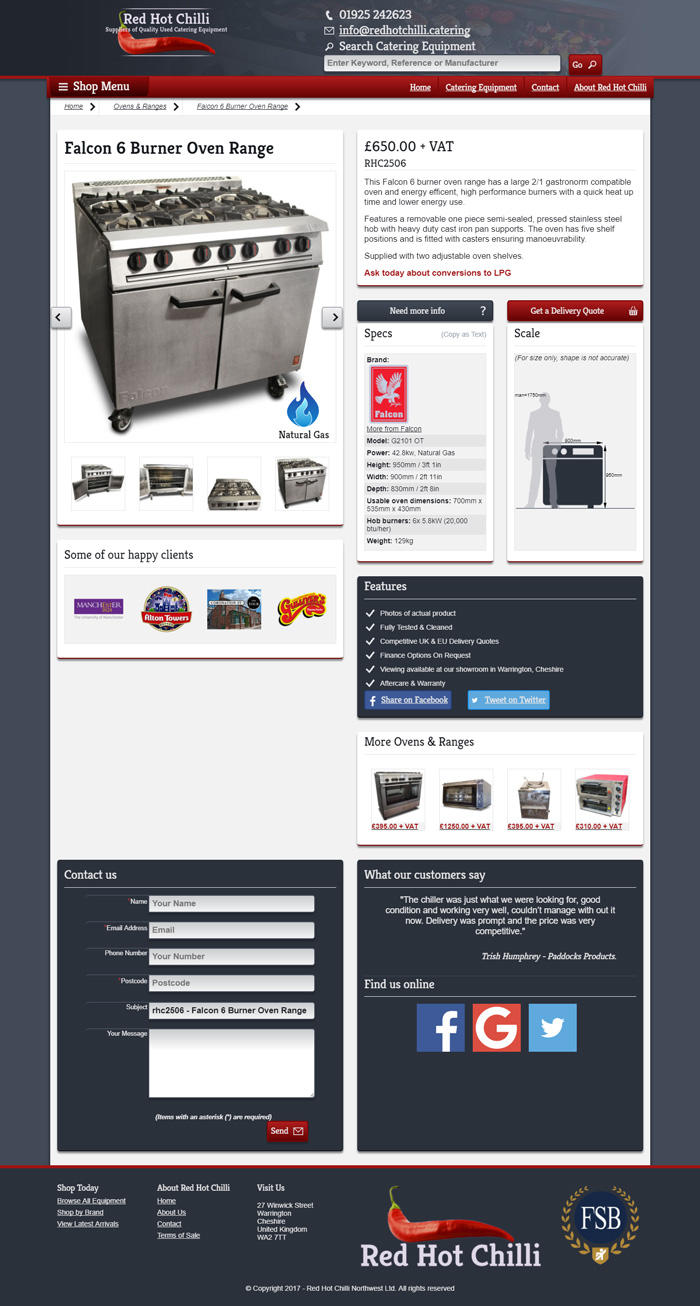 Red Hot Chilli
Suppliers of Quality Used Catering Equipment
01925 242623
info@redhotchilli.catering
Search Catering Equipment
Enter Keyword, Reference or Manufacturer
Go
Shop Menu
Home
Catering Equipment
Contact
About Red Hot Chilli
Home
Ovens & Ranges
Falcon 6 Burner Oven Range
Falcon 6 Burner Oven Range
Falcon
Natural Gas
Some of our happy clients
MANCHESTER
1824
The University of Manchester
Alton Towers
CORONATION ST
Gulliver's
£650.00 + VAT
RHC2506
This Falcon 6 burner oven range has a large 2/1 gastronorm compatible
oven and energy efficent, high performance burners with a quick heat up
time and lower energy use.
Features a removable one piece semi-sealed, pressed stainless steel
hob with heavy duty cast iron pan supports. The oven has five shelf
positions and is fitted with casters ensuring manoeuvrability.
Supplied with two adjustable oven shelves.
Ask today about conversions to LPG
Need more info ?
Get a Delivery Quote
Specs
(Copy as Text)
Brand:
Falcon
More from Falcon
Model: G2101 OT
Power: 42.8kw, Natural Gas
Height: 950mm / 3ft 1in
Width: 900mm / 2ft 11in
Depth: 830mm / 2ft 8in
Usable oven dimensions: 700mm x
535mm x 430mm
Hob burners: 6x 5.8kW (20,000
btu/her)
Weight: 129kg
Scale
(For size only, shape is not accurate)
man=1750mm
900mm
950mm
Features
Photos of actual product
Fully Tested & Cleaned
Competitive UK & EU Delivery Quotes
Finance Options On Request
Viewing available at our showroom in Warrington, Cheshire
Aftercare & Warranty
Share on Facebook
Tweet on Twitter
More Ovens & Ranges
£395.00 + VAT
£1250.00 + VAT
£395.00 + VAT
£310.00 + VAT
Contact us
*Name
Your Name
*Email Address
Email
Phone Number
Your Number
*Postcode
Postcode
Subject
rhc2506 - Falcon 6 Burner Oven Range
Your Message
(Items with an asterisk (*) are required)
Send
What our customers say
"The chiller was just what we were looking for, good
condition and working very well, couldn't manage with out it
now. Delivery was prompt and the price was very
competitive."
Trish Humphrey - Paddocks Products.
Find us online
Shop Today
Browse All Equipment
Shop by Brand
View Latest Arrivals
About Red Hot Chilli
Home
About Us
Contact
Terms of Sale
Visit Us
27 Winwick Street
Warrington
Cheshire
United Kingdom
WA2 7TT
Red Hot Chilli
FSB
© Copyright 2017 - Red Hot Chilli Northwest Ltd. All rights reserved